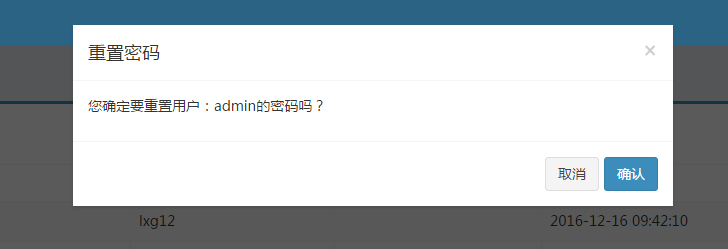 重置密码 ×
您确定要重置用户：admin的密码吗？
取消 确认
lxg12 2016-12-16 09:42:10